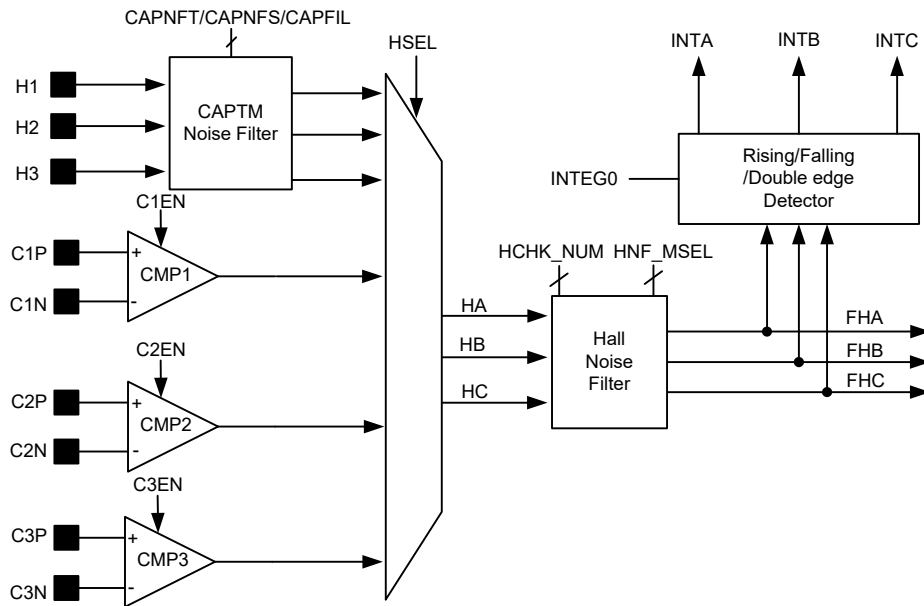 CAPNFT/CAPNFS/CAPFIL
HSEL
INTA
INTB
INTC
H1
H2
H3
CAPTM
Noise Filter
Rising/Falling
/Double edge
Detector
INTEG0
C1EN
C1P
C1N
+
-
CMP1
HCHK_NUM
HNF_MSEL
HA
HB
HC
Hall
Noise
Filter
FHA
FHB
FHC
C2EN
C2P
C2N
+
-
CMP2
C3EN
C3P
C3N
+
-
CMP3